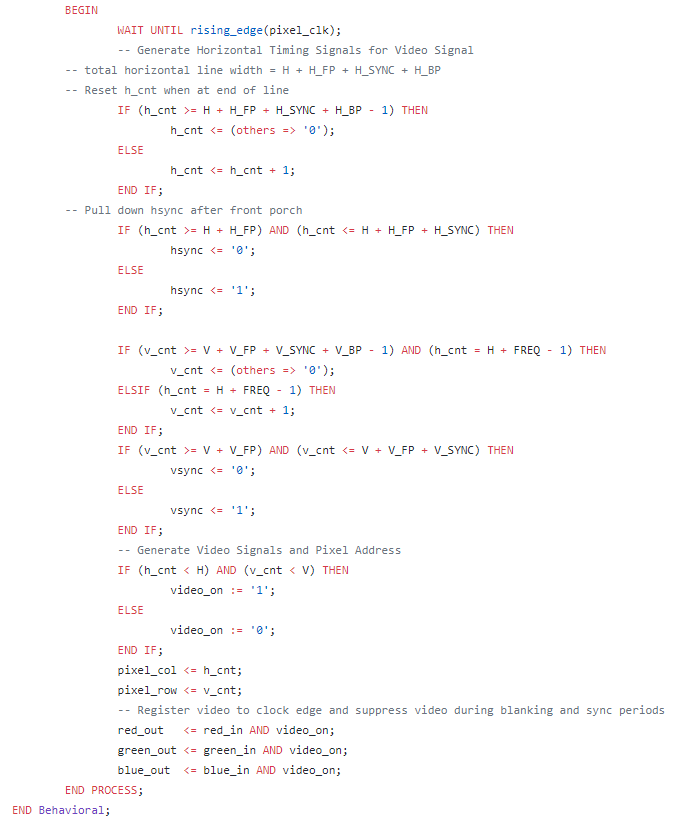 BEGIN
WAIT UNTIL rising_edge(pixel_clk);
-- Generate Horizontal Timing Signals for Video Signal
-- total horizontal line width = H + H_FP + H_SYNC + H_BP
-- Reset h_cnt when at end of line
IF (h_cnt >= H + H_FP + H_SYNC + H_BP - 1) THEN
h_cnt <= (others => '0');
ELSE
h_cnt <= h_cnt + 1;
END IF;
-- Pull down hsync after front porch
IF (h_cnt >= H + H_FP) AND (h_cnt <= H + H_FP + H_SYNC) THEN
hsync <= '0';
ELSE
hsync <= '1';
END IF;
IF (v_cnt >= V + V_FP + V_SYNC + V_BP - 1) AND (h_cnt = H + FREQ - 1) THEN
v_cnt <= (others => '0');
ELSIF (h_cnt = H + FREQ - 1) THEN
v_cnt <= v_cnt + 1;
END IF;
IF (v_cnt >= V + V_FP) AND (v_cnt <= V + V_FP + V_SYNC) THEN
vsync <= '0';
ELSE
vsync <= '1';
END IF;
-- Generate Video Signals and Pixel Address
IF (h_cnt < H) AND (v_cnt < V) THEN
video_on := '1';
ELSE
video_on := '0';
END IF;
pixel_col <= h_cnt;
pixel_row <= v_cnt;
-- Register video to clock edge and suppress video during blanking and sync periods
red_out   <= red_in AND video_on;
green_out <= green_in AND video_on;
blue_out  <= blue_in AND video_on;
END PROCESS;
END Behavioral;